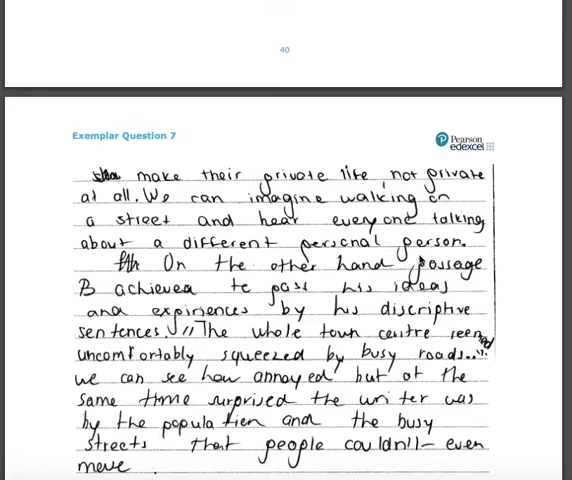 40
Exemplar Question 7
Pearson
edexcel
make their private life, not private
at all. We can imagine walking on
a street and hear everyone talking
about a different personal person.
On the other hand passage
B achieved to pass his ideas
and expiriences by his discriptive
sentences. "The whole town centre seemed
uncomfortably squeezed by busy roads..."
we can see how annoyed but at the
same time surprised the writer was
by the population and the busy
streets that people couldn't even
move